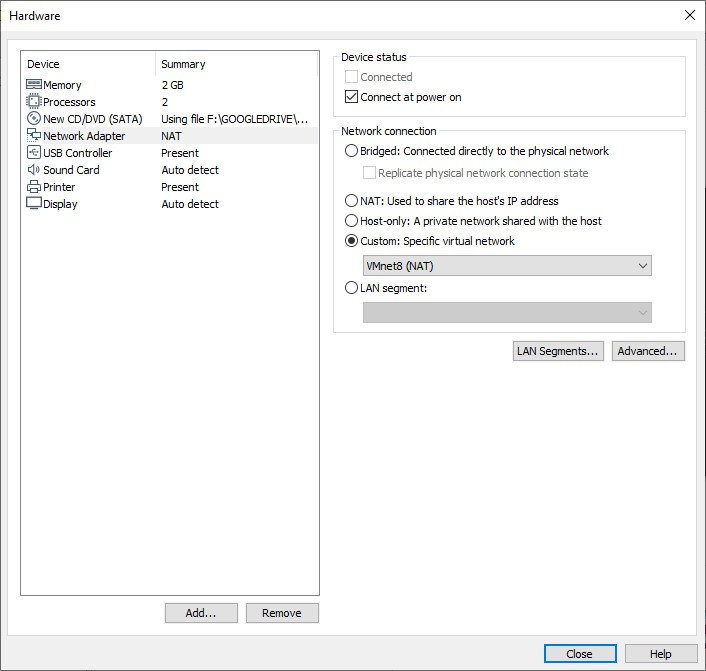 Hardware
Device Summary
Memory 2 GB
Processors 2
New CD/DVD (SATA) Using file F:\GOOGLEDRIVE\...
Network Adapter NAT
USB Controller Present
Sound Card Auto detect
Printer Present
Display Auto detect
Add...
Remove
Device status
Connected
Connect at power on
Network connection
Bridged: Connected directly to the physical network
Replicate physical network connection state
NAT: Used to share the host's IP address
Host-only: A private network shared with the host
Custom: Specific virtual network
VMnet8 (NAT)
LAN segment:
LAN Segments...
Advanced...
Close
Help